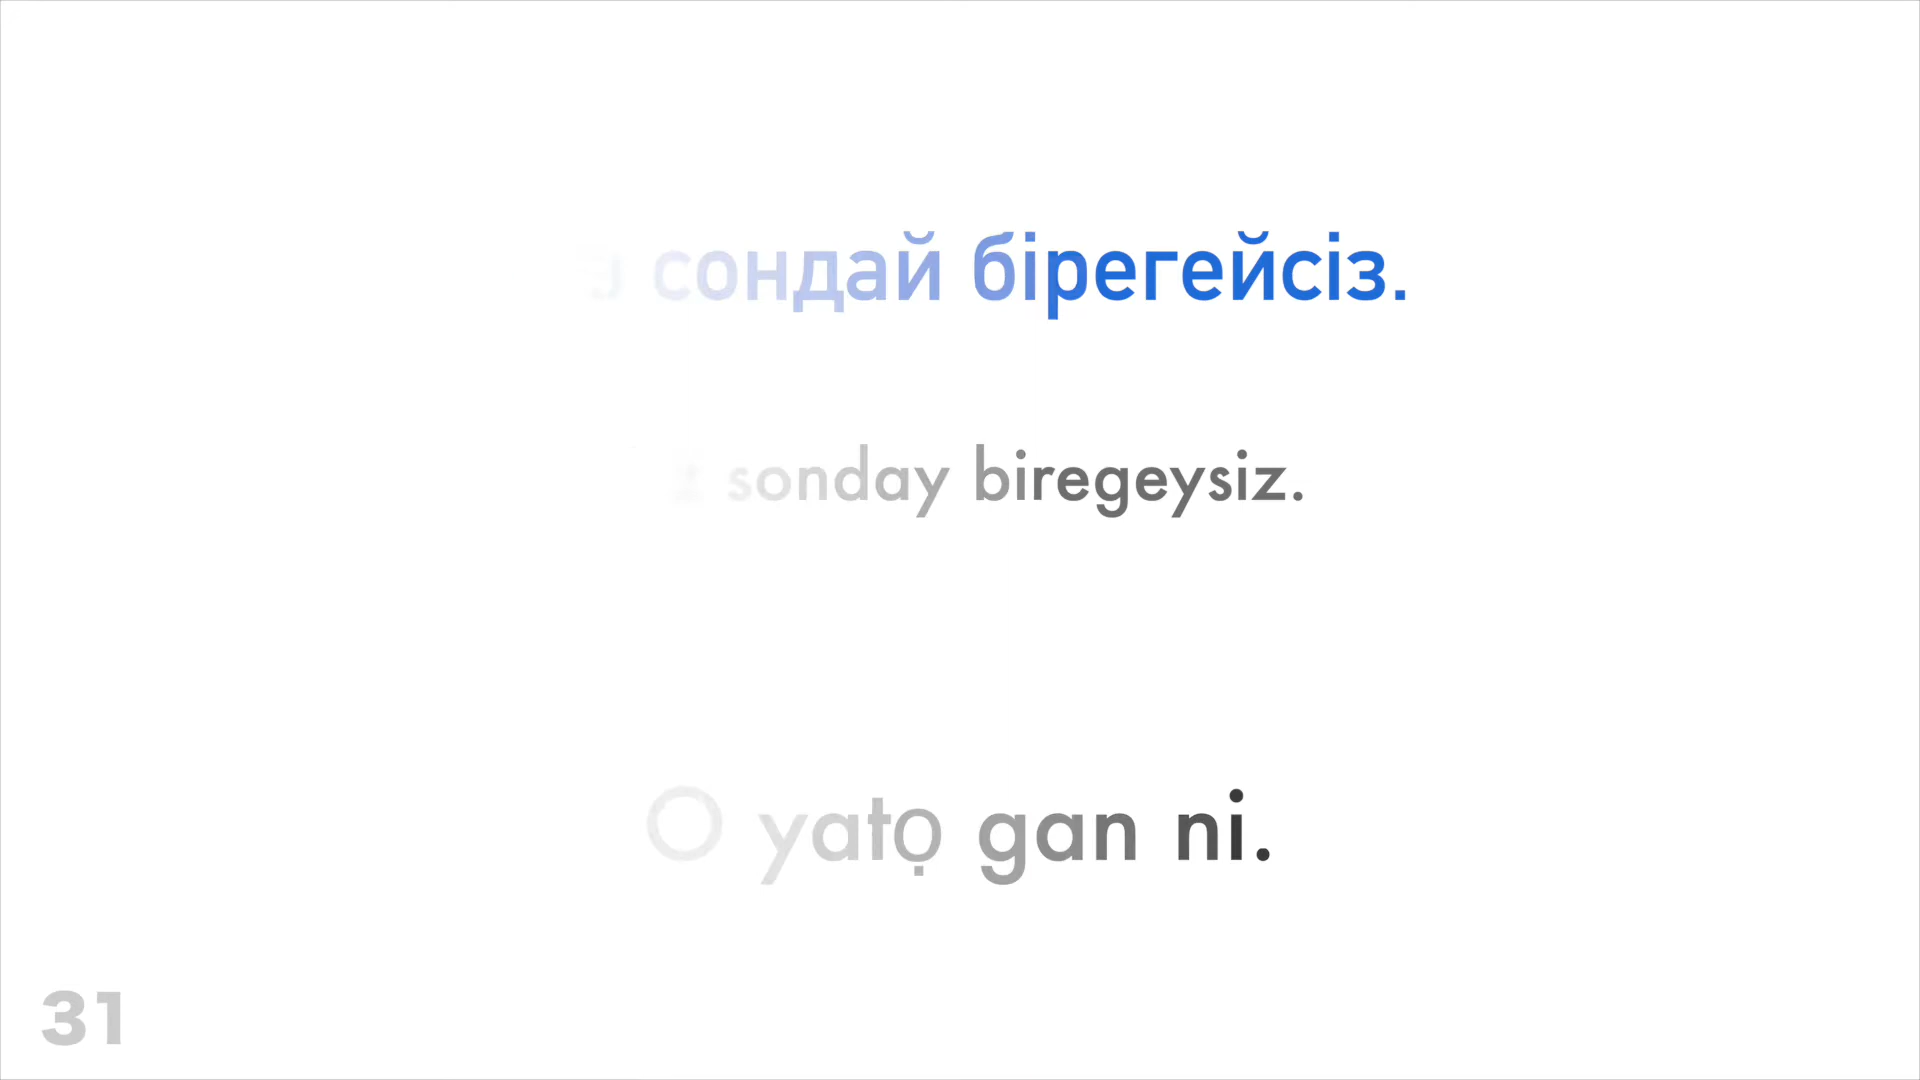 сондай бірегейсіз.
sonday biregeysiz.
O yatọ gan ni.
31